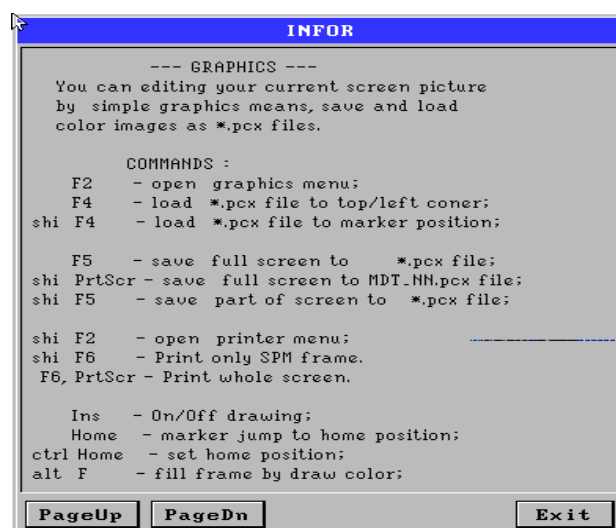 INFOR
--- GRAPHICS ---
You can editing your current screen picture
by simple graphics means, save and load
color images as *.pcx files.
COMMANDS :
F2 - open graphics menu;
F4 - load *.pcx file to top/left coner;
shi F4 - load *.pcx file to marker position;
F5 - save full screen to *.pcx file;
shi PrtScr - save full screen to MDT_NN.pcx file;
shi F5 - save part of screen to *.pcx file;
shi F2 - open printer menu;
shi F6 - Print only SPM frame.
F6, PrtScr - Print whole screen.
Ins - On/Off drawing;
Home - marker jump to home position;
ctrl Home - set home position;
alt F - fill frame by draw color;
PageUp PageDn Exit